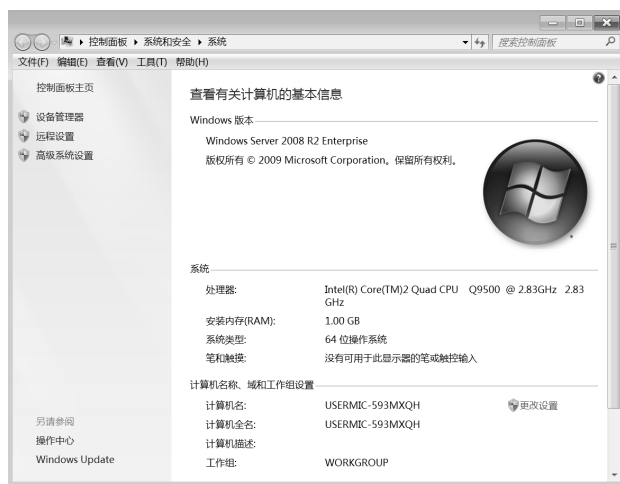 控制面板 ▸ 系统和安全 ▸ 系统
搜索控制面板
文件(F) 编辑(E) 查看(V) 工具(T) 帮助(H)
控制面板主页
设备管理器
远程设置
高级系统设置
查看有关计算机的基本信息
Windows 版本
Windows Server 2008 R2 Enterprise
版权所有 © 2009 Microsoft Corporation。保留所有权利。
系统
处理器: Intel(R) Core(TM)2 Quad CPU Q9500 @ 2.83GHz 2.83
GHz
安装内存(RAM): 1.00 GB
系统类型: 64 位操作系统
笔和触摸: 没有可用于此显示器的笔或触控输入
计算机名称、域和工作组设置
计算机名: USERMIC-593MXQH 更改设置
计算机全名: USERMIC-593MXQH
计算机描述:
工作组: WORKGROUP
另请参阅
操作中心
Windows Update